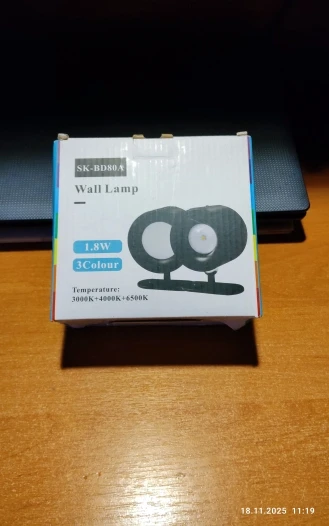 SK-BD80A
Wall Lamp
1.8W
3Colour
Temperature:
3000K+4000K+6500K
18.11.2025 11:19